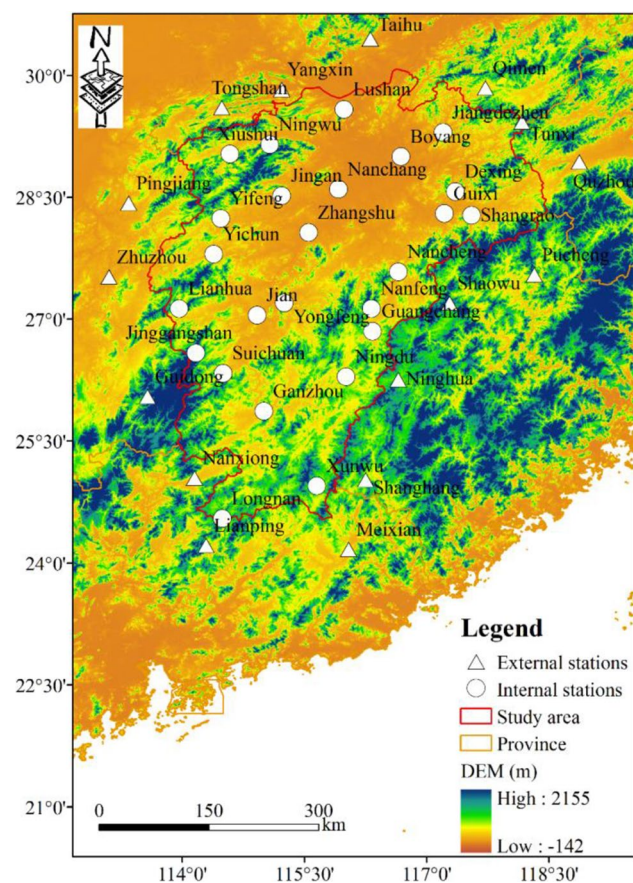 Taihu
N
30°0'
Yangxin
Qimen
Tongshan
Lushan
Jiangdezhen
Ningwu
Boyang
Tunxi
Xiushui
Jingan
Nanchang
Dexing
Quzhou
Pingjiang
Yifeng
Guixi
28°30'
Zhangshu
Shangrao
Yichun
Nancheng
Zhuzhou
Pucheng
Lianhua
Jian
Nanfeng
Shaowu
27°0'
Yongfeng
Guangchang
Jinggangshan
Suichuan
Ningdu
Guidong
Ganzhou
Ninghua
25°30'
Nanxiong
Xunwu
Shanghang
Longnan
Lianping
Meixian
24°0'
Legend
External stations
Internal stations
22°30'
Study area
Province
DEM (m)
High : 2155
21°0'
0 150 300
km
Low : -142
114°0' 115°30' 117°0' 118°30'